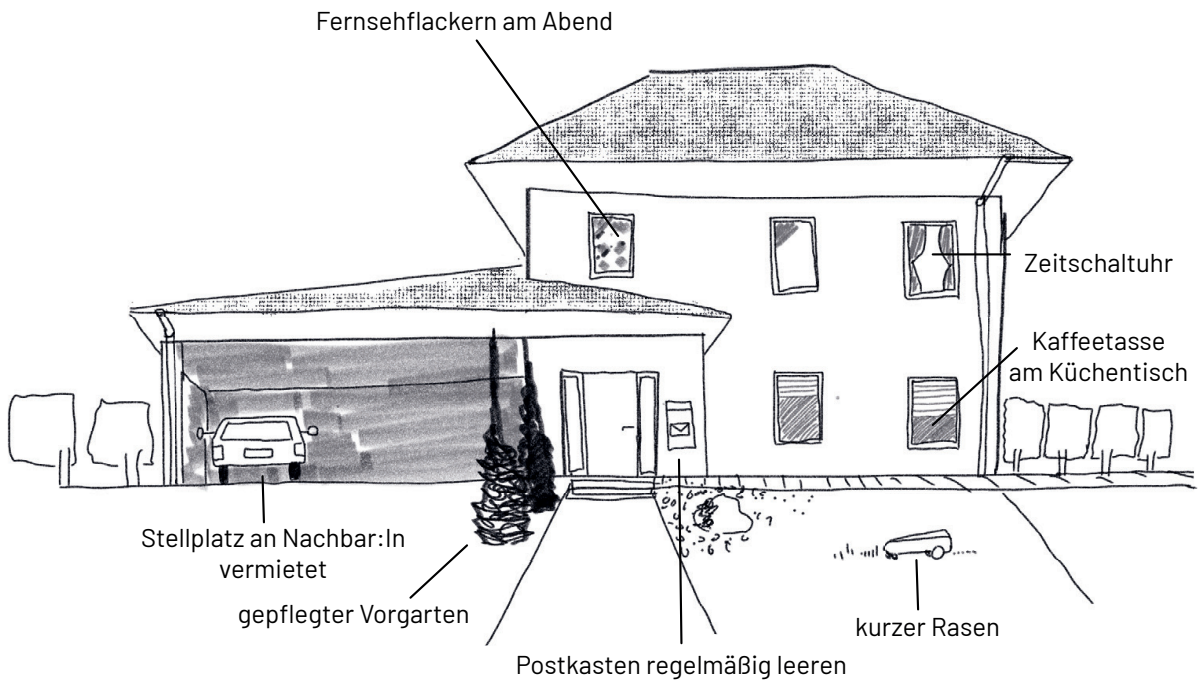 Fernsehflackern am Abend
Zeitschaltuhr
Kaffeetasse
am Küchentisch
Stellplatz an Nachbar:In
vermietet
gepflegter Vorgarten
kurzer Rasen
Postkasten regelmäßig leeren